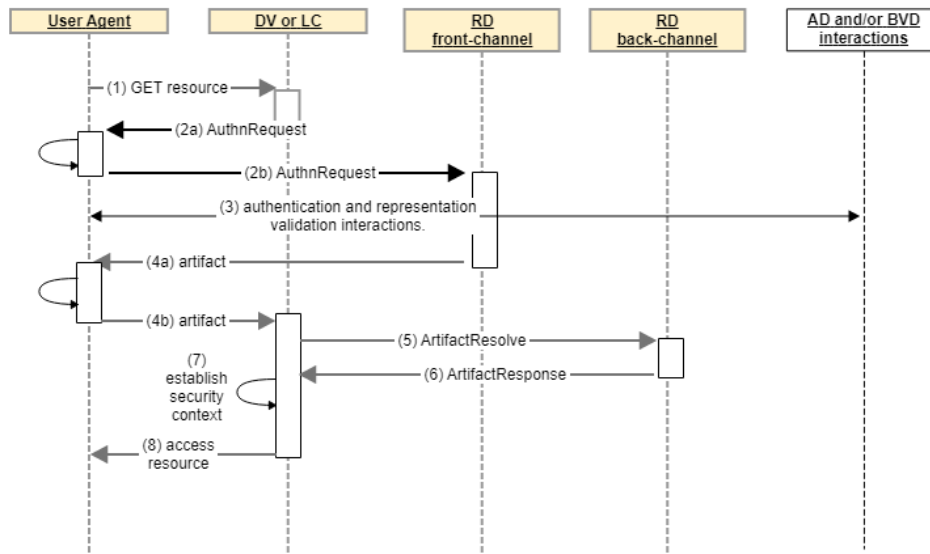 User Agent
DV or LC
RD
front-channel
RD
back-channel
AD and/or BVD
interactions
(1) GET resource
(2a) AuthnRequest
(2b) AuthnRequest
(3) authentication and representation
validation interactions.
(4a) artifact
(4b) artifact
(5) ArtifactResolve
(6) ArtifactResponse
(7)
establish
security
context
(8) access
resource